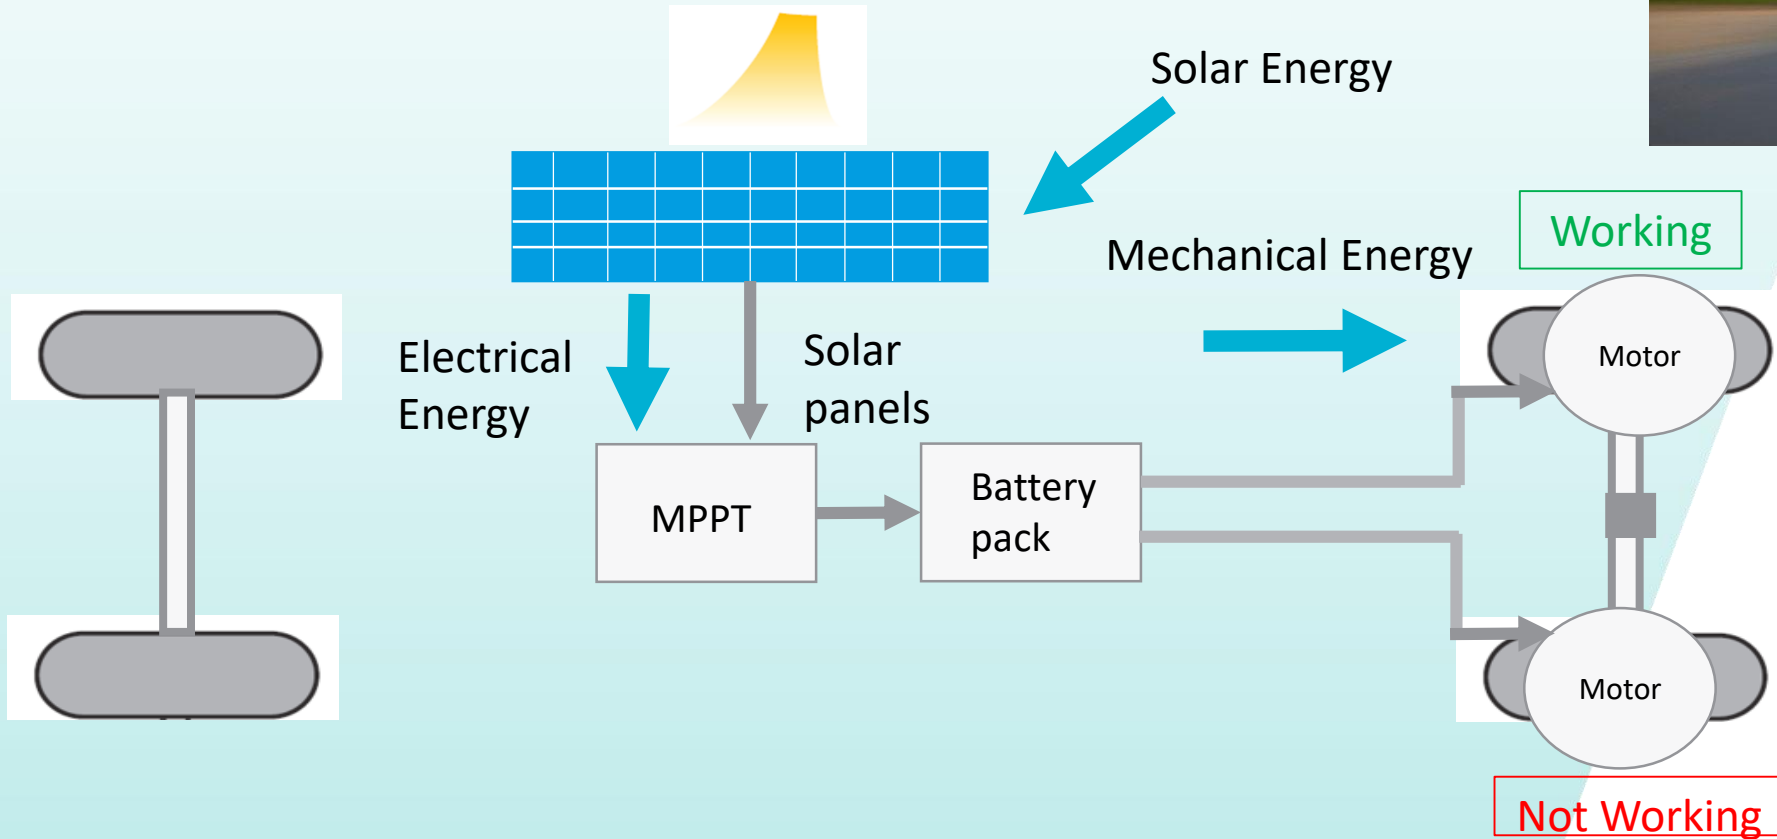 Solar Energy
Working
Mechanical Energy
Electrical
Energy
Solar
panels
Motor
MPPT
Battery
pack
Motor
Not Working